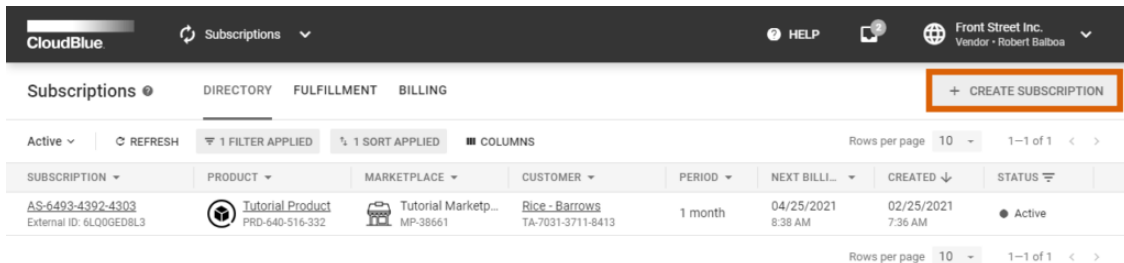 CloudBlue
Subscriptions
HELP
2
Front Street Inc.
Vendor • Robert Balboa
Subscriptions
DIRECTORY FULFILLMENT BILLING
+ CREATE SUBSCRIPTION
Active REFRESH 1 FILTER APPLIED 1 SORT APPLIED COLUMNS Rows per page 10 1–1 of 1
SUBSCRIPTION PRODUCT MARKETPLACE CUSTOMER PERIOD NEXT BILLI... CREATED STATUS
AS-6493-4392-4303 Tutorial Product Tutorial Marketp... Rice - Barrows 1 month 04/25/2021 02/25/2021 Active
External ID: 6LQ0GED8L3 PRD-640-516-332 MP-38661 TA-7031-3711-8413 8:38 AM 7:36 AM
Rows per page 10 1–1 of 1